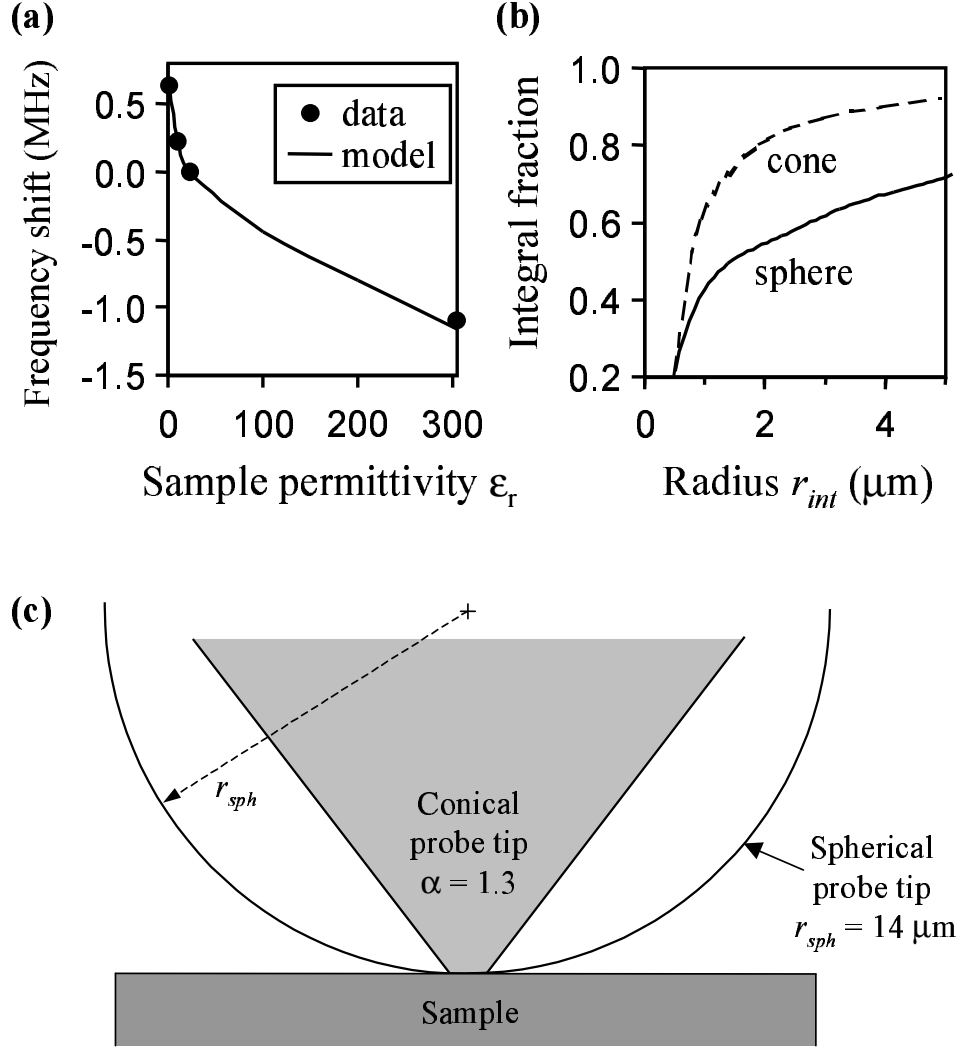 (a)
Frequency shift (MHz)
0.5
0.0
-0.5
-1.0
-1.5
data
model
0 100 200 300
Sample permittivity εr
(b)
Integral fraction
1.0
0.8
0.6
0.4
0.2
cone
sphere
0 2 4
Radius rint (μm)
(c)
rsph
Conical
probe tip
α = 1.3
Spherical
probe tip
rsph = 14 μm
Sample